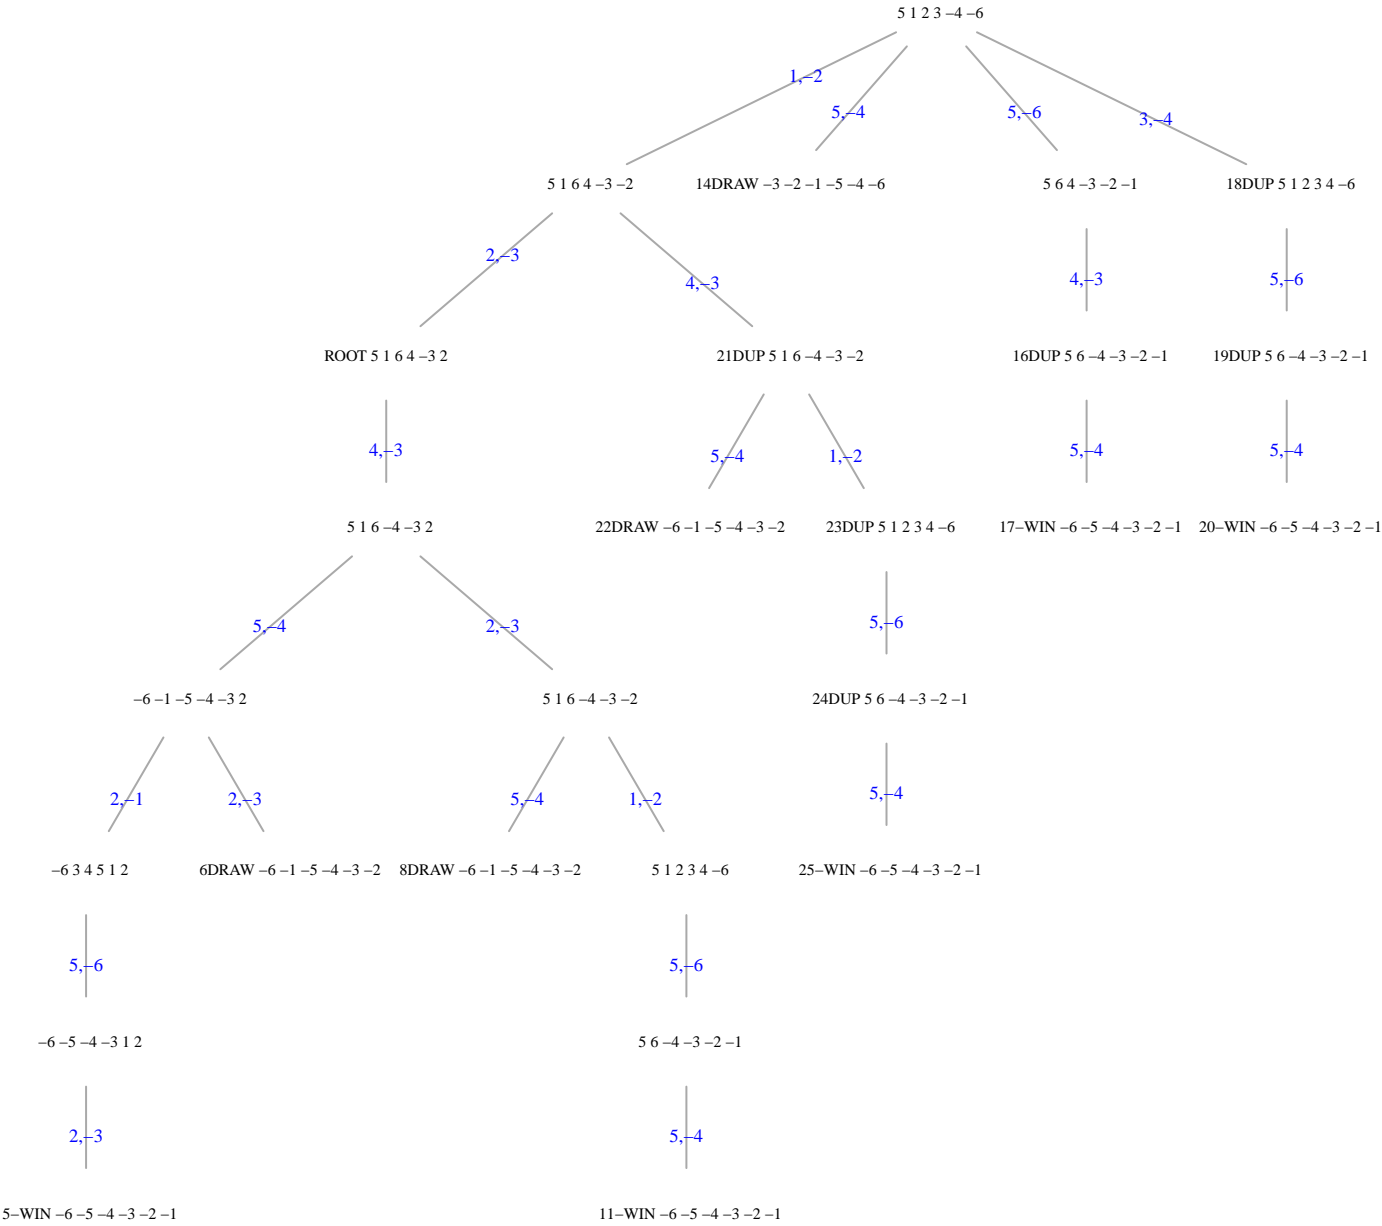 5 1 2 3 –4 –6
1,–2
5,–4
5,–6
3,–4
5 1 6 4 –3 –2
14DRAW –3 –2 –1 –5 –4 –6
5 6 4 –3 –2 –1
18DUP 5 1 2 3 4 –6
2,–3
4,–3
4,–3
5,–6
ROOT 5 1 6 4 –3 2
21DUP 5 1 6 –4 –3 –2
16DUP 5 6 –4 –3 –2 –1
19DUP 5 6 –4 –3 –2 –1
4,–3
5,–4
1,–2
5,–4
5,–4
5 1 6 –4 –3 2
22DRAW –6 –1 –5 –4 –3 –2
23DUP 5 1 2 3 4 –6
17–WIN –6 –5 –4 –3 –2 –1
20–WIN –6 –5 –4 –3 –2 –1
5,–4
2,–3
5,–6
–6 –1 –5 –4 –3 2
5 1 6 –4 –3 –2
24DUP 5 6 –4 –3 –2 –1
2,–1
2,–3
5,–4
1,–2
5,–4
–6 3 4 5 1 2
6DRAW –6 –1 –5 –4 –3 –2
8DRAW –6 –1 –5 –4 –3 –2
5 1 2 3 4 –6
25–WIN –6 –5 –4 –3 –2 –1
5,–6
5,–6
–6 –5 –4 –3 1 2
5 6 –4 –3 –2 –1
2,–3
5,–4
5–WIN –6 –5 –4 –3 –2 –1
11–WIN –6 –5 –4 –3 –2 –1